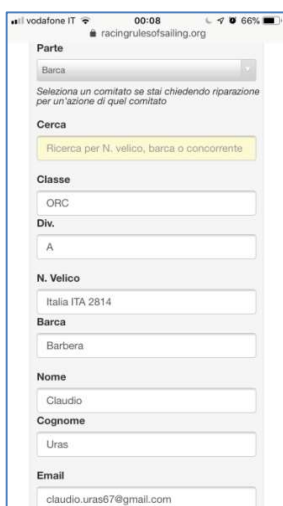 vodafone IT 00:08 66%
racingrulesofsailing.org
Parte
Barca
Seleziona un comitato se stai chiedendo riparazione
per un'azione di quel comitato
Cerca
Ricerca per N. velico, barca o concorrente
Classe
ORC
Div.
A
N. Velico
Italia ITA 2814
Barca
Barbera
Nome
Claudio
Cognome
Uras
Email
claudio.uras67@gmail.com